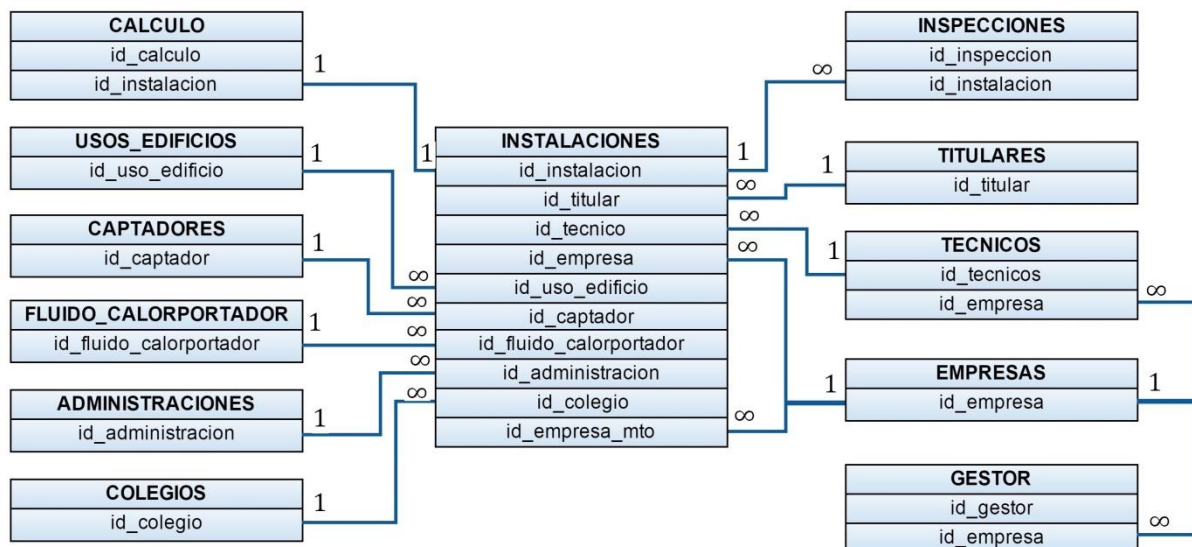 CALCULO
id_calculo
id_instalacion
1
USOS_EDIFICIOS
id_uso_edificio
1
CAPTADORES
id_captador
1
FLUIDO_CALORPORTADOR
id_fluido_calorportador
1
ADMINISTRACIONES
id_administracion
1
COLEGIOS
id_colegio
1
INSTALACIONES
1
id_instalacion
1
id_titular
∞
id_tecnico
∞
id_empresa
∞
∞
id_uso_edificio
∞
id_captador
∞
id_fluido_calorportador
∞
id_administracion
∞
id_colegio
id_empresa_mto
∞
INSPECCIONES
id_inspeccion
∞
id_instalacion
TITULARES
1
id_titular
TECNICOS
1
id_tecnicos
id_empresa
∞
EMPRESAS
1
id_empresa
1
GESTOR
id_gestor
id_empresa
∞